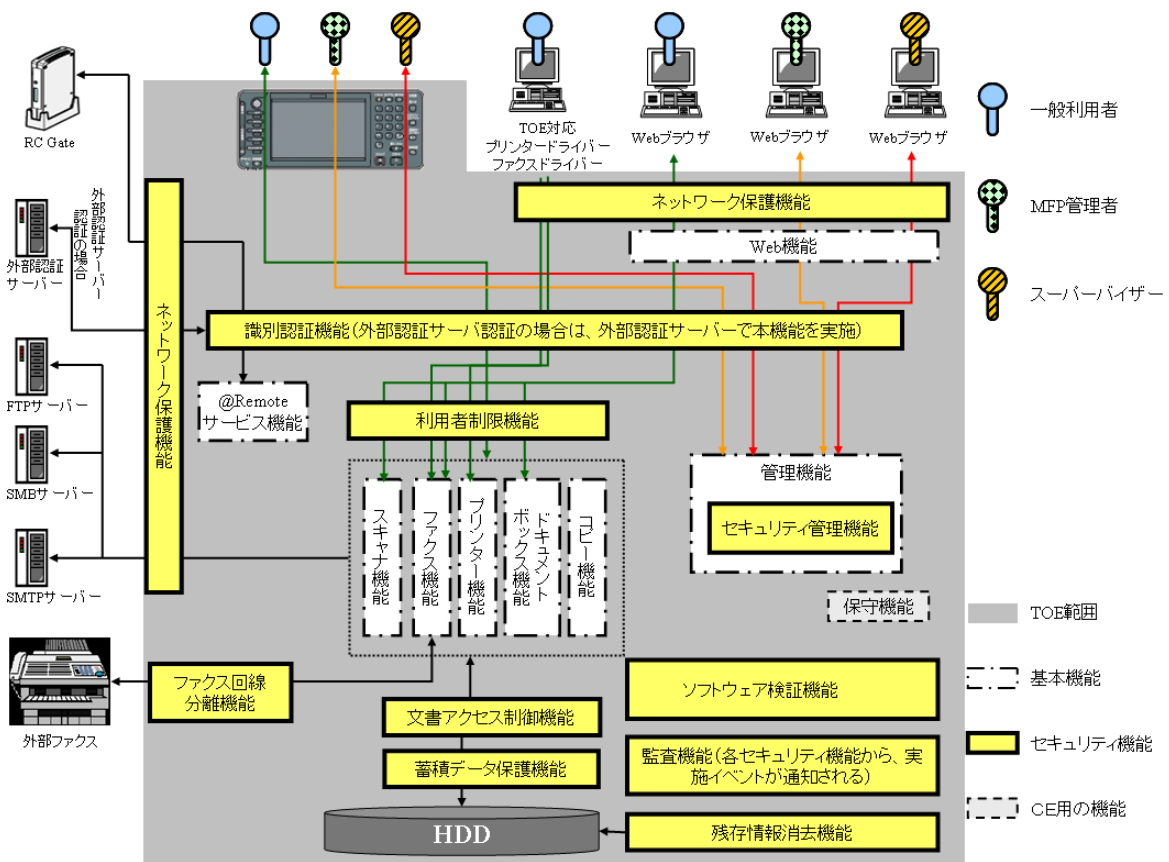 RC Gate
外部認証
サーバー
外部認証サーバー
認証の場合
FTPサーバー
SMBサーバー
SMTPサーバー
外部ファクス
TOE対応
プリンタードライバー
ファクスドライバー
Webブラウザ
Webブラウザ
Webブラウザ
ネットワーク保護機能
Web機能
ネットワーク保護機能
識別認証機能(外部認証サーバ認証の場合は、外部認証サーバーで本機能を実施)
@Remote
サービス機能
利用者制限機能
スキャナ機能
ファクス機能
プリンター機能
ドキュメント
ボックス機能
コピー機能
管理機能
セキュリティ管理機能
保守機能
ファクス回線
分離機能
文書アクセス制御機能
蓄積データ保護機能
HDD
ソフトウェア検証機能
監査機能(各セキュリティ機能から、実
施イベントが通知される)
残存情報消去機能
一般利用者
MFP管理者
スーパーバイザー
TOE範囲
基本機能
セキュリティ機能
CE用の機能